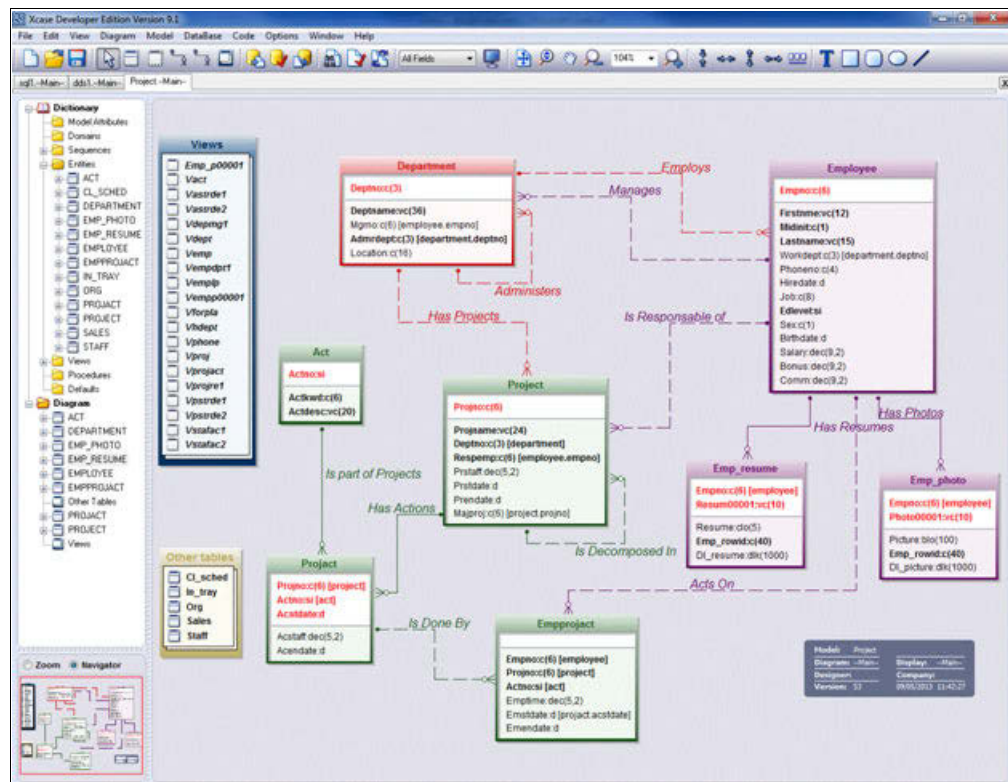 Xcase Developer Edition Version 9.1
File Edit View Diagram Model DataBase Code Options Window Help
All Fields
104%
sql1.-Main- dds1.-Main- Project -Main-
Dictionary
Model Attributes
Domains
Sequences
Entities
ACT
CL_SCHED
DEPARTMENT
EMP_PHOTO
EMP_RESUME
EMPLOYEE
EMPPROJACT
IN_TRAY
ORG
PROJACT
PROJECT
SALES
STAFF
Views
Procedures
Defaults
Diagram
ACT
DEPARTMENT
EMP_PHOTO
EMP_RESUME
EMPLOYEE
EMPPROJACT
Other Tables
PROJACT
PROJECT
Views
Zoom Navigator
Views
Emp_p00001
Vact
Vastrde1
Vastrde2
Vdepmg1
Vdept
Vemp
Vempdpt1
Vemplp
Vempp00001
Vforpla
Vhdept
Vphone
Vproj
Vprojact
Vprojre1
Vpstrde1
Vpstrde2
Vstafac1
Vstafac2
Other tables
Cl_sched
In_tray
Org
Sales
Staff
Department
Deptno:c(3)
Deptname:vc(36)
Mgrno:c(6) [employee.empno]
Admrdept:c(3) [department.deptno]
Location:c(16)
Employs
Manages
Administers
Has Projects
Is Responsable of
Employee
Empno:c(6)
Firstnme:vc(12)
Midinit:c(1)
Lastname:vc(15)
Workdept:c(3) [department.deptno]
Phoneno:c(4)
Hiredate:d
Job:c(8)
Edlevel:si
Sex:c(1)
Birthdate:d
Salary:dec(9,2)
Bonus:dec(9,2)
Comm:dec(9,2)
Act
Actno:si
Actkwd:c(6)
Actdesc:vc(20)
Is part of Projects
Project
Projno:c(6)
Projname:vc(24)
Deptno:c(3) [department]
Respemp:c(6) [employee.empno]
Prstaff:dec(5,2)
Prstdate:d
Prendate:d
Majproj:c(6) [project.projno]
Has Actions
Is Decomposed In
Has Photos
Has Resumes
Emp_resume
Empno:c(6) [employee]
Resum00001:vc(10)
Resume:clo(5)
Emp_rowid:c(40)
Dl_resume:dlk(1000)
Emp_photo
Empno:c(6) [employee]
Photo00001:vc(10)
Picture:blo(100)
Emp_rowid:c(40)
Dl_picture:dlk(1000)
Projact
Projno:c(6) [project]
Actno:si [act]
Acstdate:d
Acstaff:dec(5,2)
Acendate:d
Is Done By
Acts On
Empprojact
Empno:c(6) [employee]
Projno:c(6) [project]
Actno:si [act]
Emptime:dec(5,2)
Emstdate:d [projact.acstdate]
Emendate:d
Model: Project
Diagram: -Main- Display: -Main-
Designer: Company:
Version: 53 09/05/2013 11:42:27